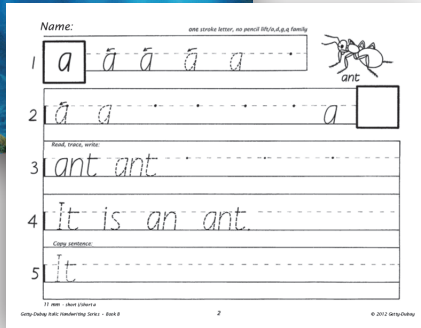 Name:
one stroke letter, no pencil lift/a,d,g,q family
1 a a a a a
ant
2 a a a
Read, trace, write:
3 ant ant
4 It is an ant.
Copy sentence:
5 It
11 mm - short i/short a
Getty-Dubay Italic Handwriting Series - Book B 2 © 2012 Getty-Dubay